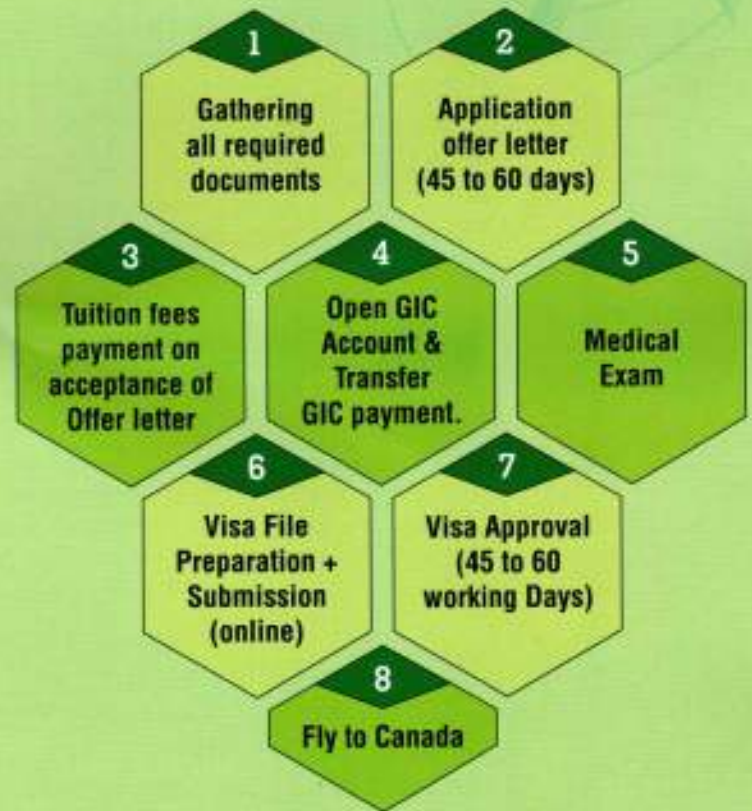 1
Gathering
all required
documents
2
Application
offer letter
(45 to 60 days)
3
Tuition fees
payment on
acceptance of
Offer letter
4
Open GIC
Account &
Transfer
GIC payment.
5
Medical
Exam
6
Visa File
Preparation +
Submission
(online)
7
Visa Approval
(45 to 60
working Days)
8
Fly to Canada